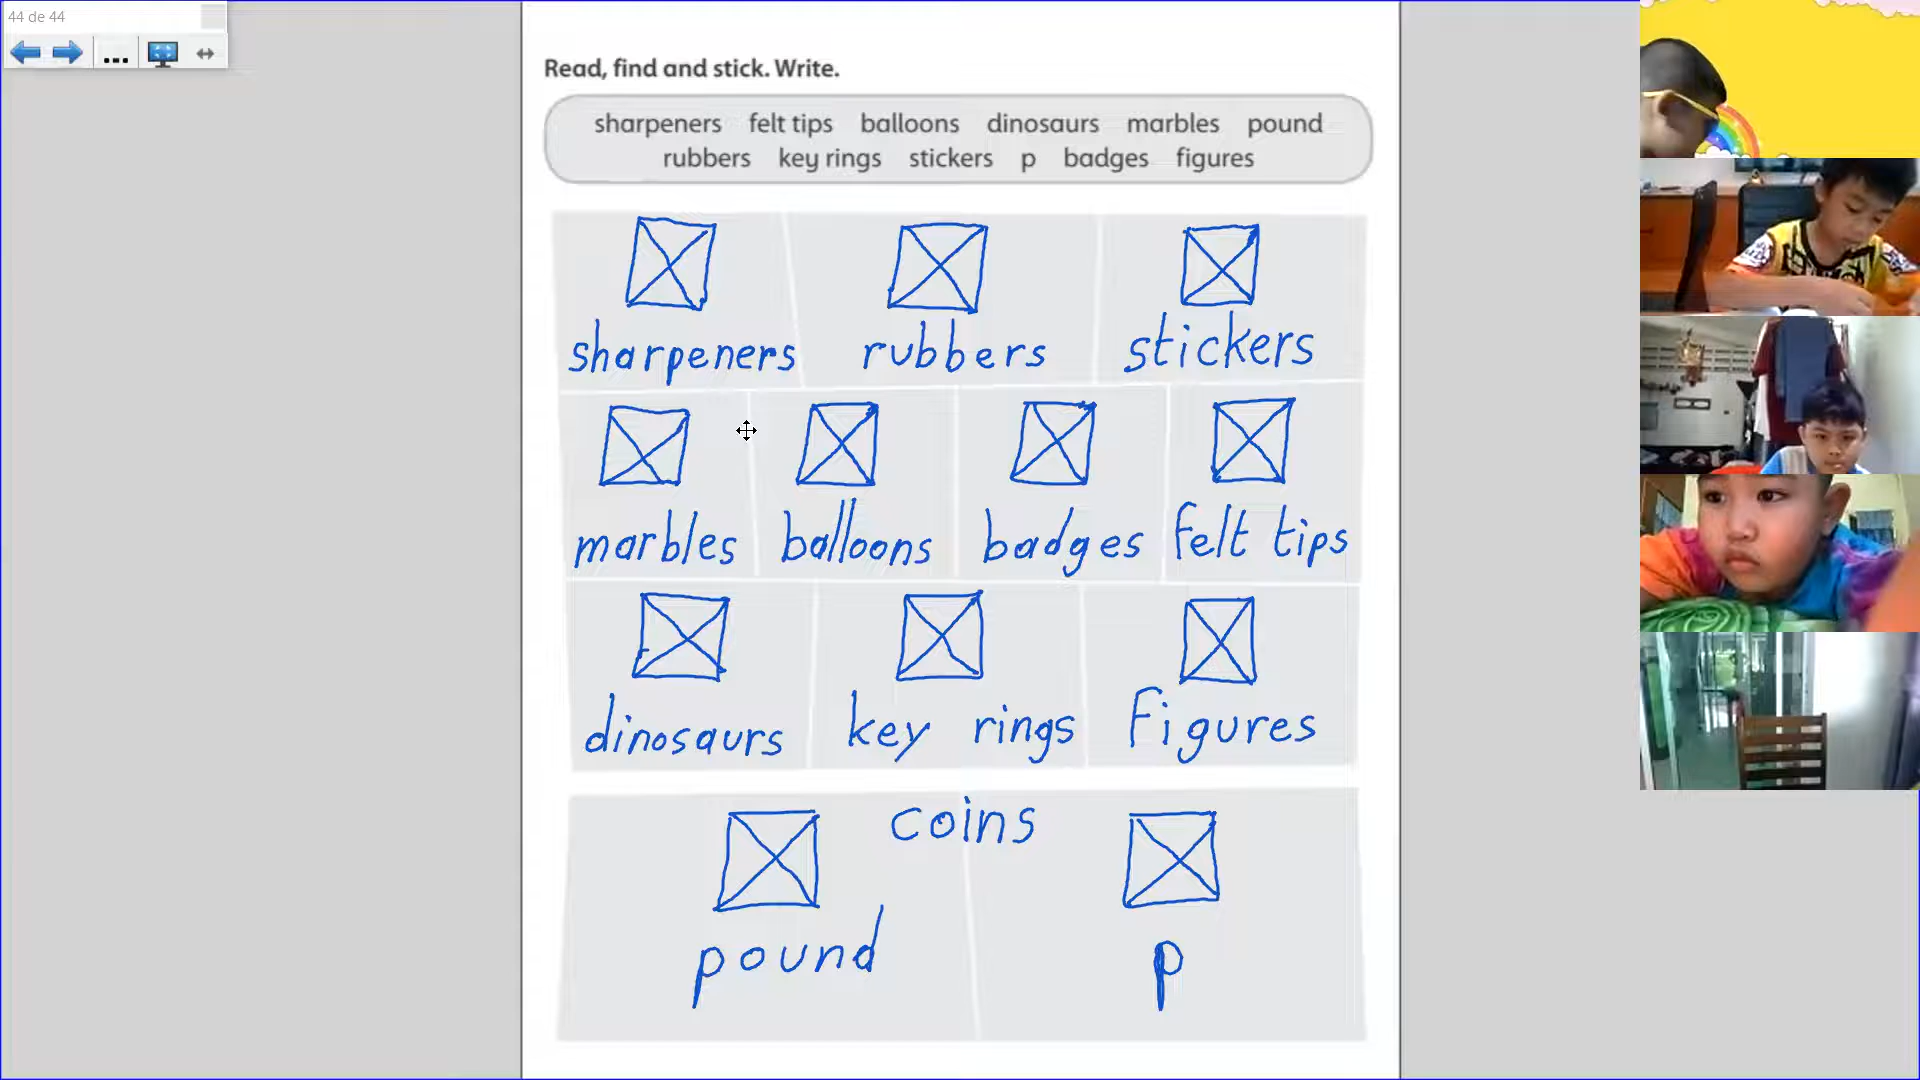 44 de 44
...
Read, find and stick. Write.
sharpeners felt tips balloons dinosaurs marbles pound
rubbers key rings stickers p badges figures
sharpeners rubbers stickers
marbles balloons badges felt tips
dinosaurs key rings figures
coins
pound p